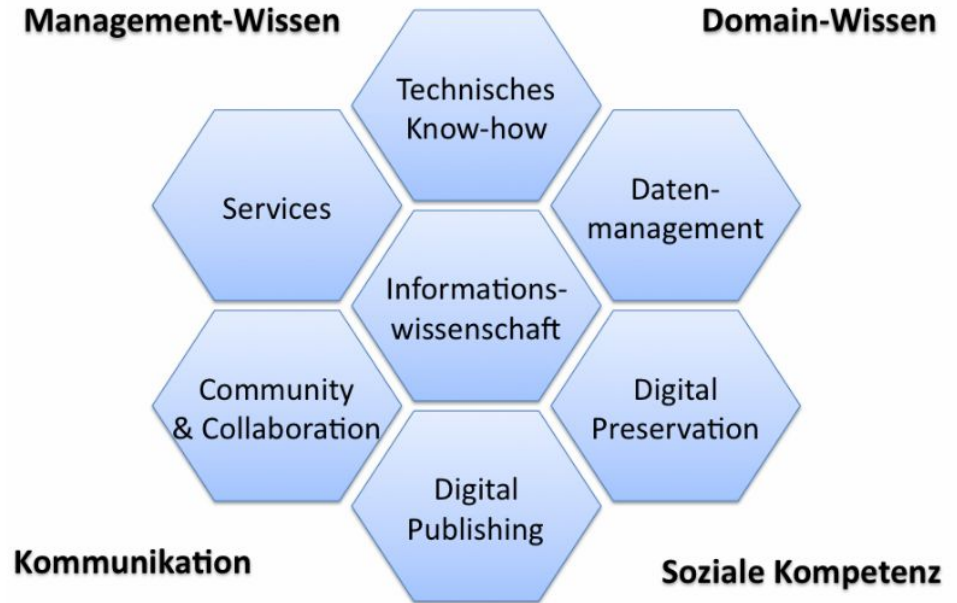 Management-Wissen
Domain-Wissen
Technisches
Know-how
Services
Daten-
management
Informations-
wissenschaft
Community
& Collaboration
Digital
Preservation
Digital
Publishing
Kommunikation
Soziale Kompetenz